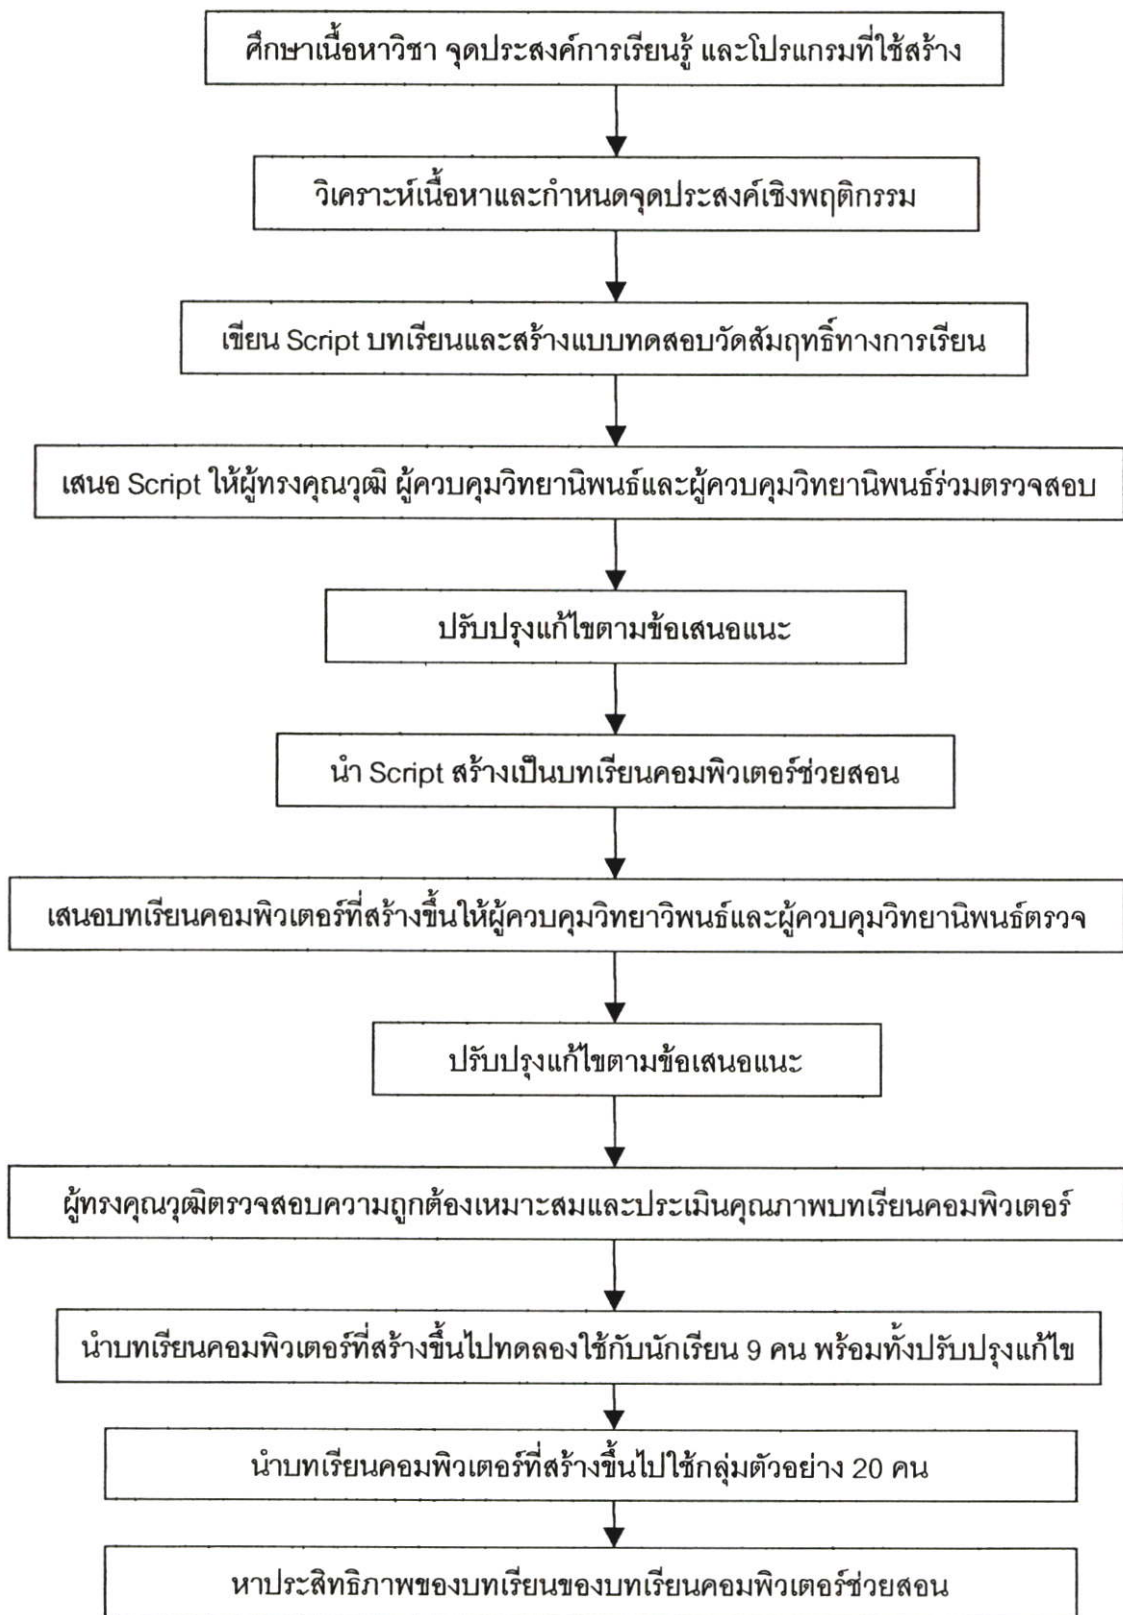 ศึกษาเนื้อหาวิชา จุดประสงค์การเรียนรู้ และโปรแกรมที่ใช้สร้าง
วิเคราะห์เนื้อหาและกำหนดจุดประสงค์เชิงพฤติกรรม
เขียน Script บทเรียนและสร้างแบบทดสอบวัดสัมฤทธิ์ทางการเรียน
เสนอ Script ให้ผู้ทรงคุณวุฒิ ผู้ควบคุมวิทยานิพนธ์และผู้ควบคุมวิทยานิพนธ์ร่วมตรวจสอบ
ปรับปรุงแก้ไขตามข้อเสนอแนะ
นำ Script สร้างเป็นบทเรียนคอมพิวเตอร์ช่วยสอน
เสนอบทเรียนคอมพิวเตอร์ที่สร้างขึ้นให้ผู้ควบคุมวิทยาวิพนธ์และผู้ควบคุมวิทยานิพนธ์ตรวจ
ปรับปรุงแก้ไขตามข้อเสนอแนะ
ผู้ทรงคุณวุฒิตรวจสอบความถูกต้องเหมาะสมและประเมินคุณภาพบทเรียนคอมพิวเตอร์
นำบทเรียนคอมพิวเตอร์ที่สร้างขึ้นไปทดลองใช้กับนักเรียน 9 คน พร้อมทั้งปรับปรุงแก้ไข
นำบทเรียนคอมพิวเตอร์ที่สร้างขึ้นไปใช้กลุ่มตัวอย่าง 20 คน
หาประสิทธิภาพของบทเรียนของบทเรียนคอมพิวเตอร์ช่วยสอน